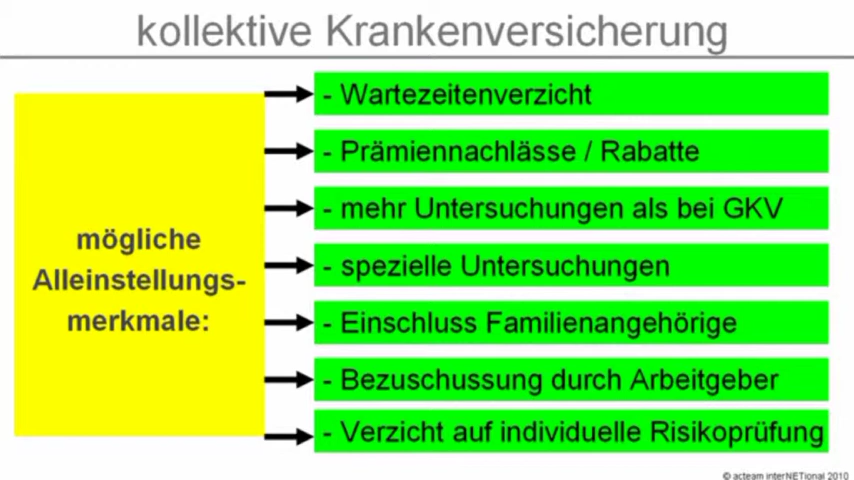 kollektive Krankenversicherung
mögliche
Alleinstellungs-
merkmale:
- Wartezeitenverzicht
- Prämiennachlässe / Rabatte
- mehr Untersuchungen als bei GKV
- spezielle Untersuchungen
- Einschluss Familienangehörige
- Bezuschussung durch Arbeitgeber
- Verzicht auf individuelle Risikoprüfung
© acteam interNETional 2010